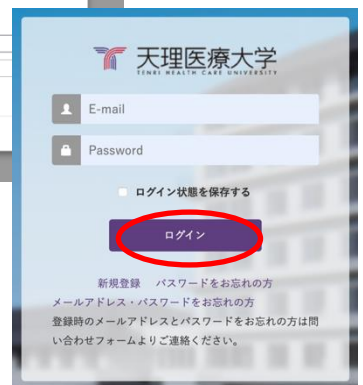 天理医療大学
TENRI HEALTH CARE UNIVERSITY
E-mail
Password
ログイン状態を保存する
ログイン
新規登録 パスワードをお忘れの方
メールアドレス・パスワードをお忘れの方
登録時のメールアドレスとパスワードをお忘れの方は問
い合わせフォームよりご連絡ください。